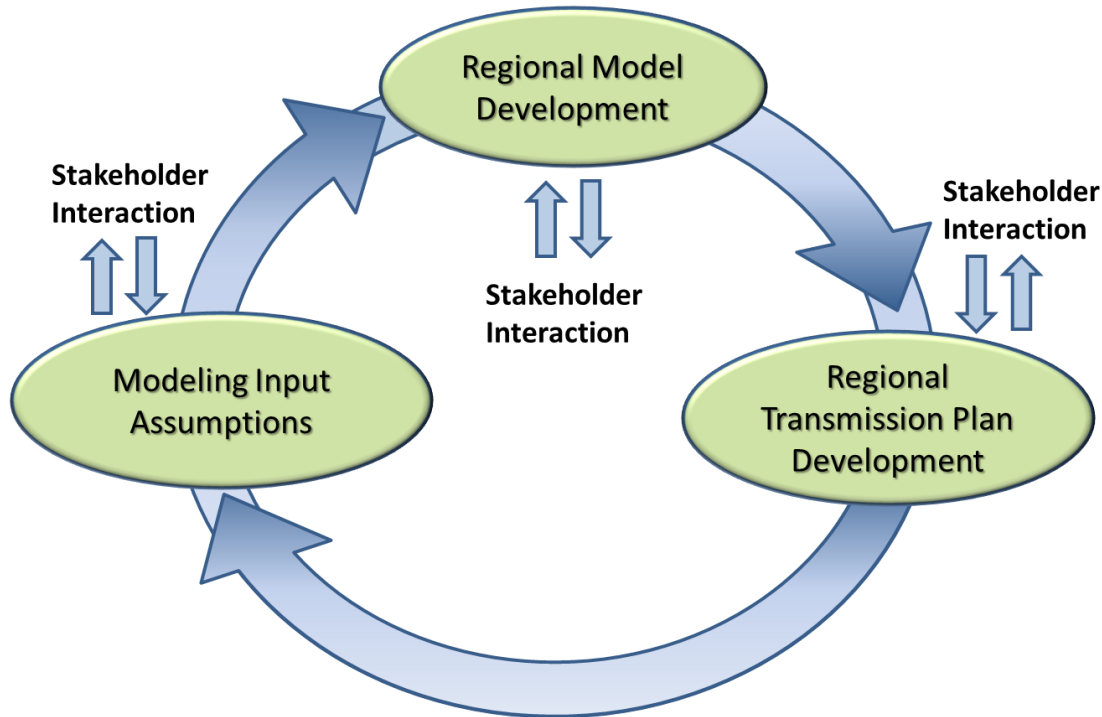 Regional Model
Development
Stakeholder
Interaction
Stakeholder
Interaction
Stakeholder
Interaction
Modeling Input
Assumptions
Regional
Transmission Plan
Development